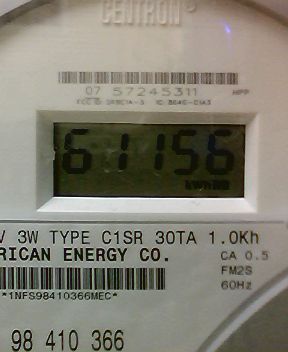 CENTRON®
07 57245311 HPP
61156
V 3W TYPE C1SR 30TA 1.0Kh
RICAN ENERGY CO. CA 0.5
FM2S
*1NFS98410366MEC* 60Hz
98 410 366